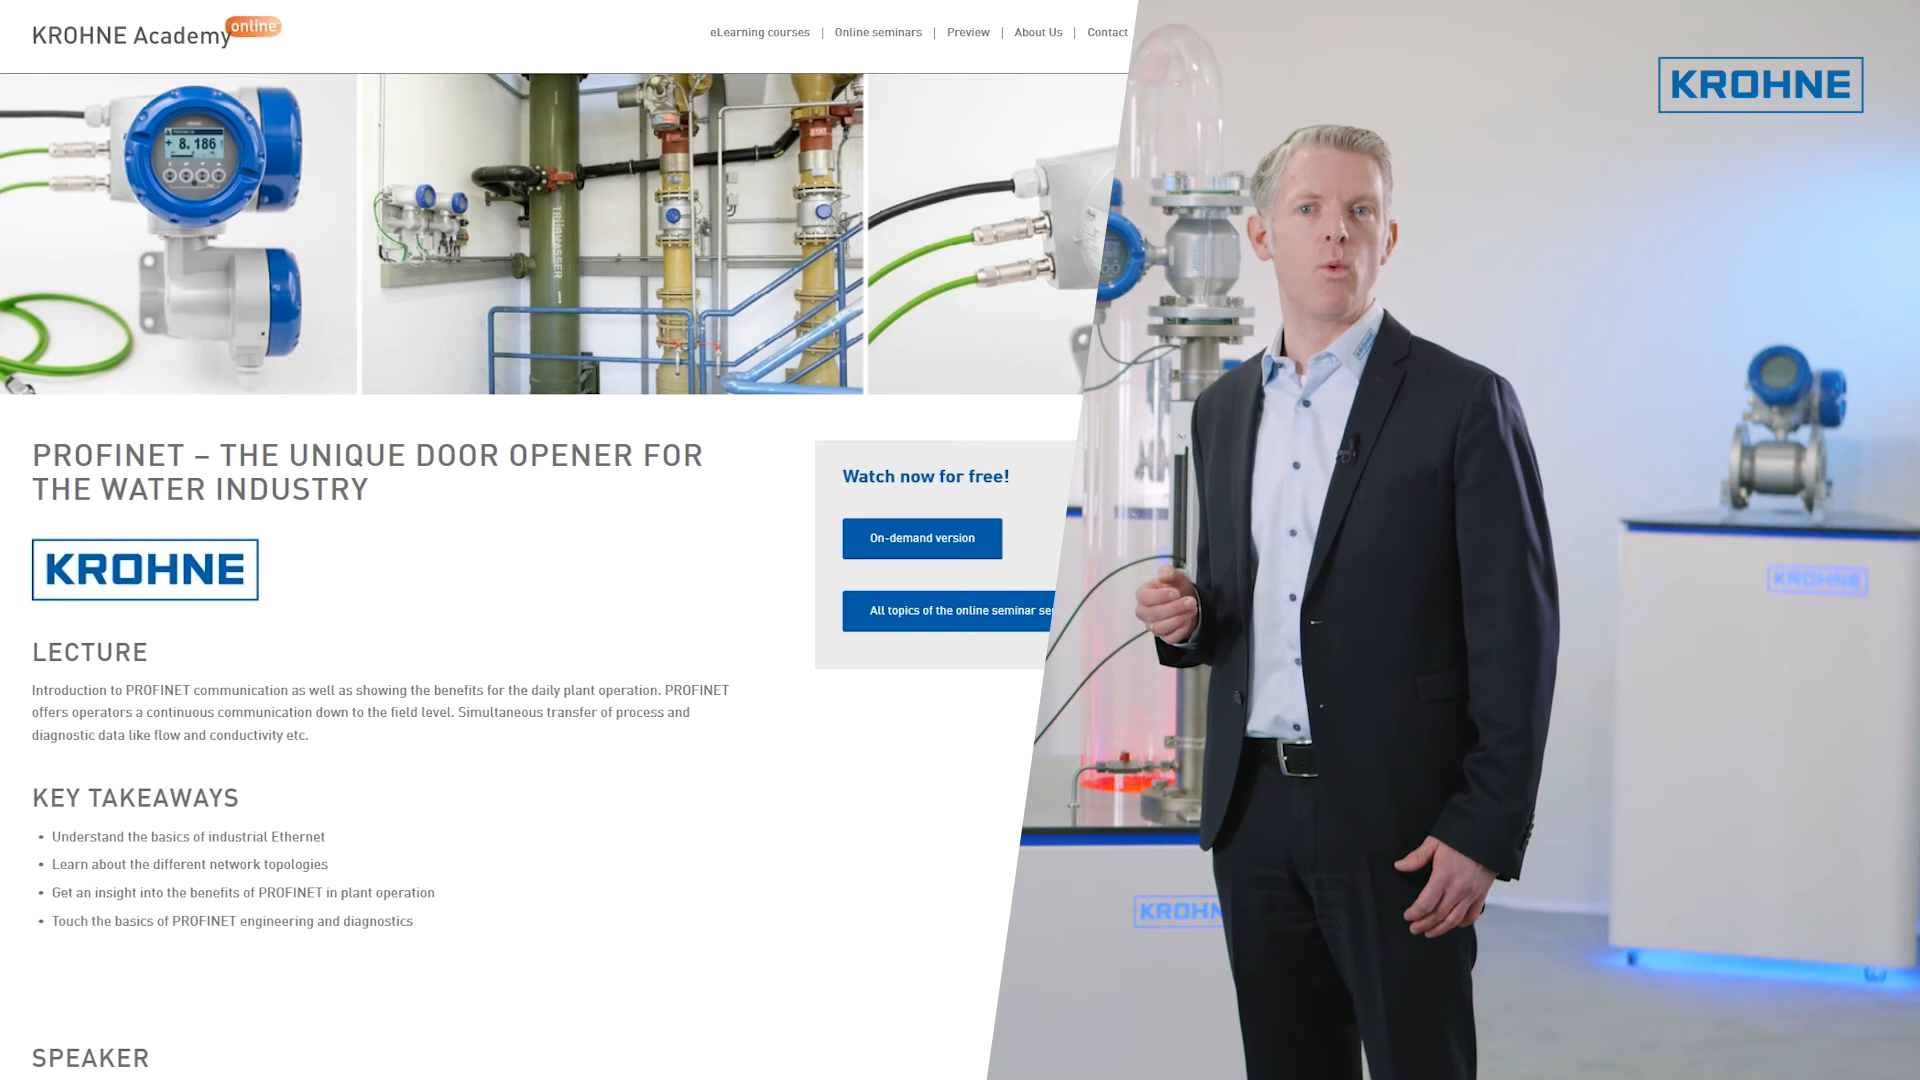 KROHNE Academy online
eLearning courses | Online seminars | Preview | About Us | Contact
KROHNE
8.186
TRÜBWASSER
PROFINET – THE UNIQUE DOOR OPENER FOR
THE WATER INDUSTRY
Watch now for free!
On-demand version
All topics of the online seminar se
KROHNE
KROHNE
LECTURE
Introduction to PROFINET communication as well as showing the benefits for the daily plant operation. PROFINET
offers operators a continuous communication down to the field level. Simultaneous transfer of process and
diagnostic data like flow and conductivity etc.
KEY TAKEAWAYS
• Understand the basics of industrial Ethernet
• Learn about the different network topologies
• Get an insight into the benefits of PROFINET in plant operation
• Touch the basics of PROFINET engineering and diagnostics
KROHNE
KROHN
SPEAKER